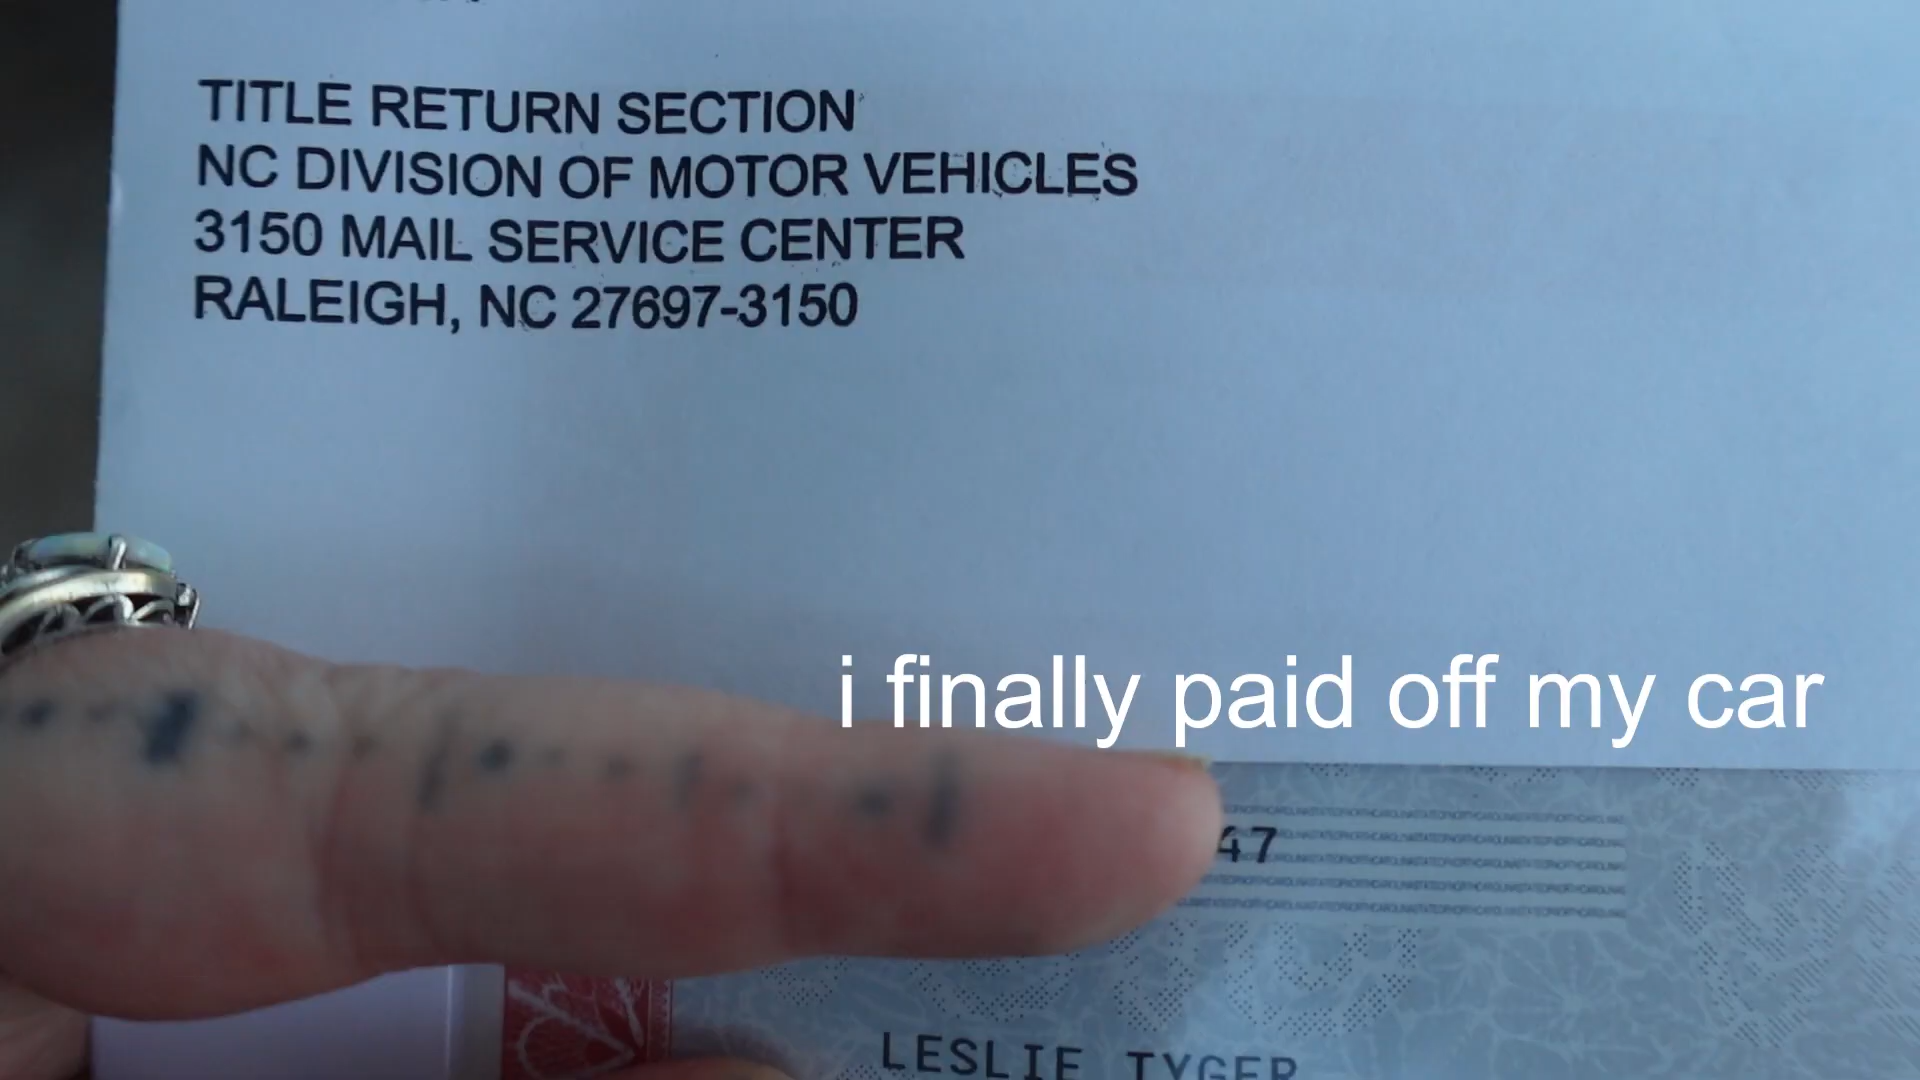 TITLE RETURN SECTION
NC DIVISION OF MOTOR VEHICLES
3150 MAIL SERVICE CENTER
RALEIGH, NC 27697-3150
i finally paid off my car
47
LESLIE TYGER